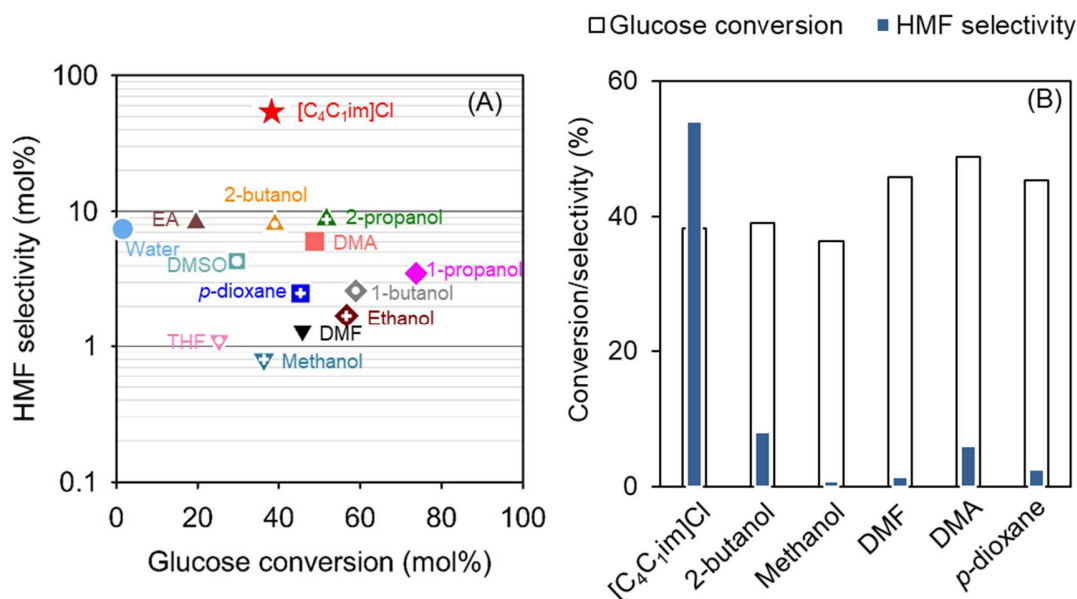 Glucose conversion HMF selectivity
(A)
100
10
1
0.1
HMF selectivity (mol%)
[C₄C₁im]Cl
2-butanol
EA
2-propanol
Water
DMA
DMSO
1-propanol
p-dioxane
1-butanol
Ethanol
THF
DMF
Methanol
0 20 40 60 80 100
Glucose conversion (mol%)
(B)
60
40
20
0
Conversion/selectivity (%)
[C₄C₁im]Cl
2-butanol
Methanol
DMF
DMA
p-dioxane